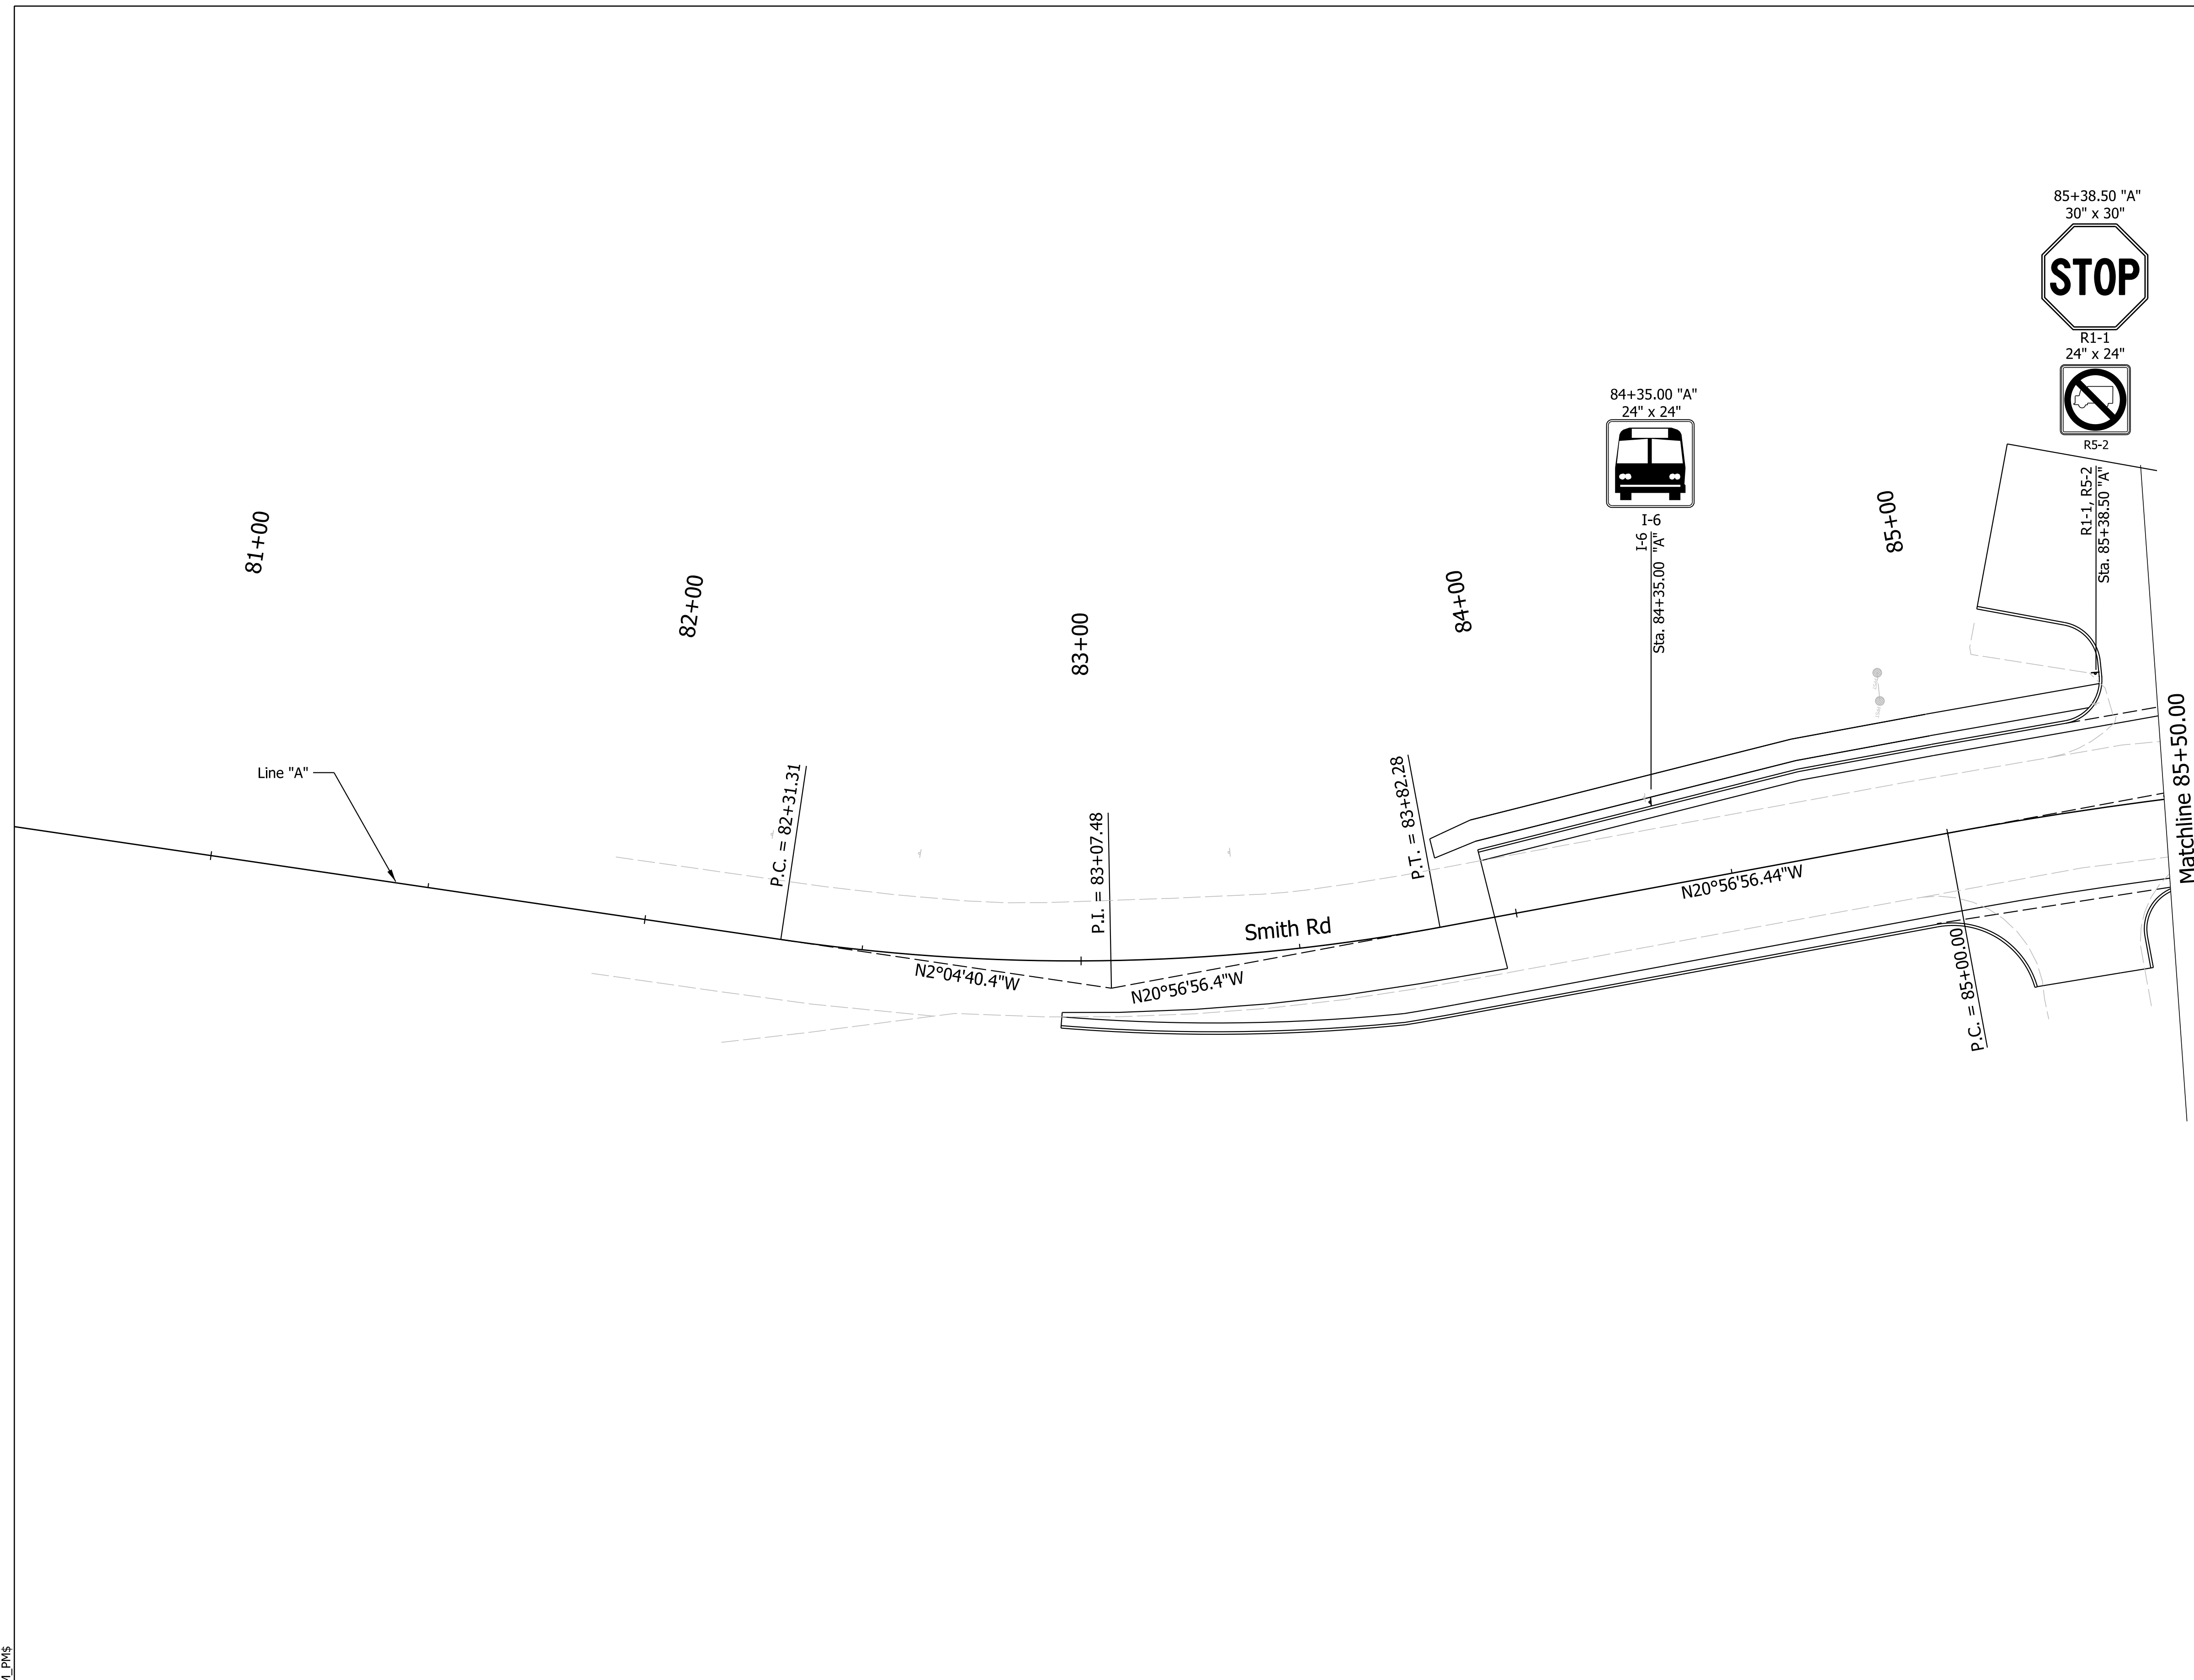 85+38.50 "A"
30" x 30"
STOP
R1-1
24" x 24"
R5-2
R1-1, R5-2
Sta. 85+38.50 "A"
84+35.00 "A"
24" x 24"
I-6
I-6
Sta. 84+35.00 "A"
81+00
82+00
83+00
84+00
85+00
Line "A"
P.C. = 82+31.31
P.I. = 83+07.48
P.T. = 83+82.28
P.C. = 85+00.00
Smith Rd
N2°04'40.4"W
N20°56'56.4"W
N20°56'56.44"W
Matchline 85+50.00
M_PM$